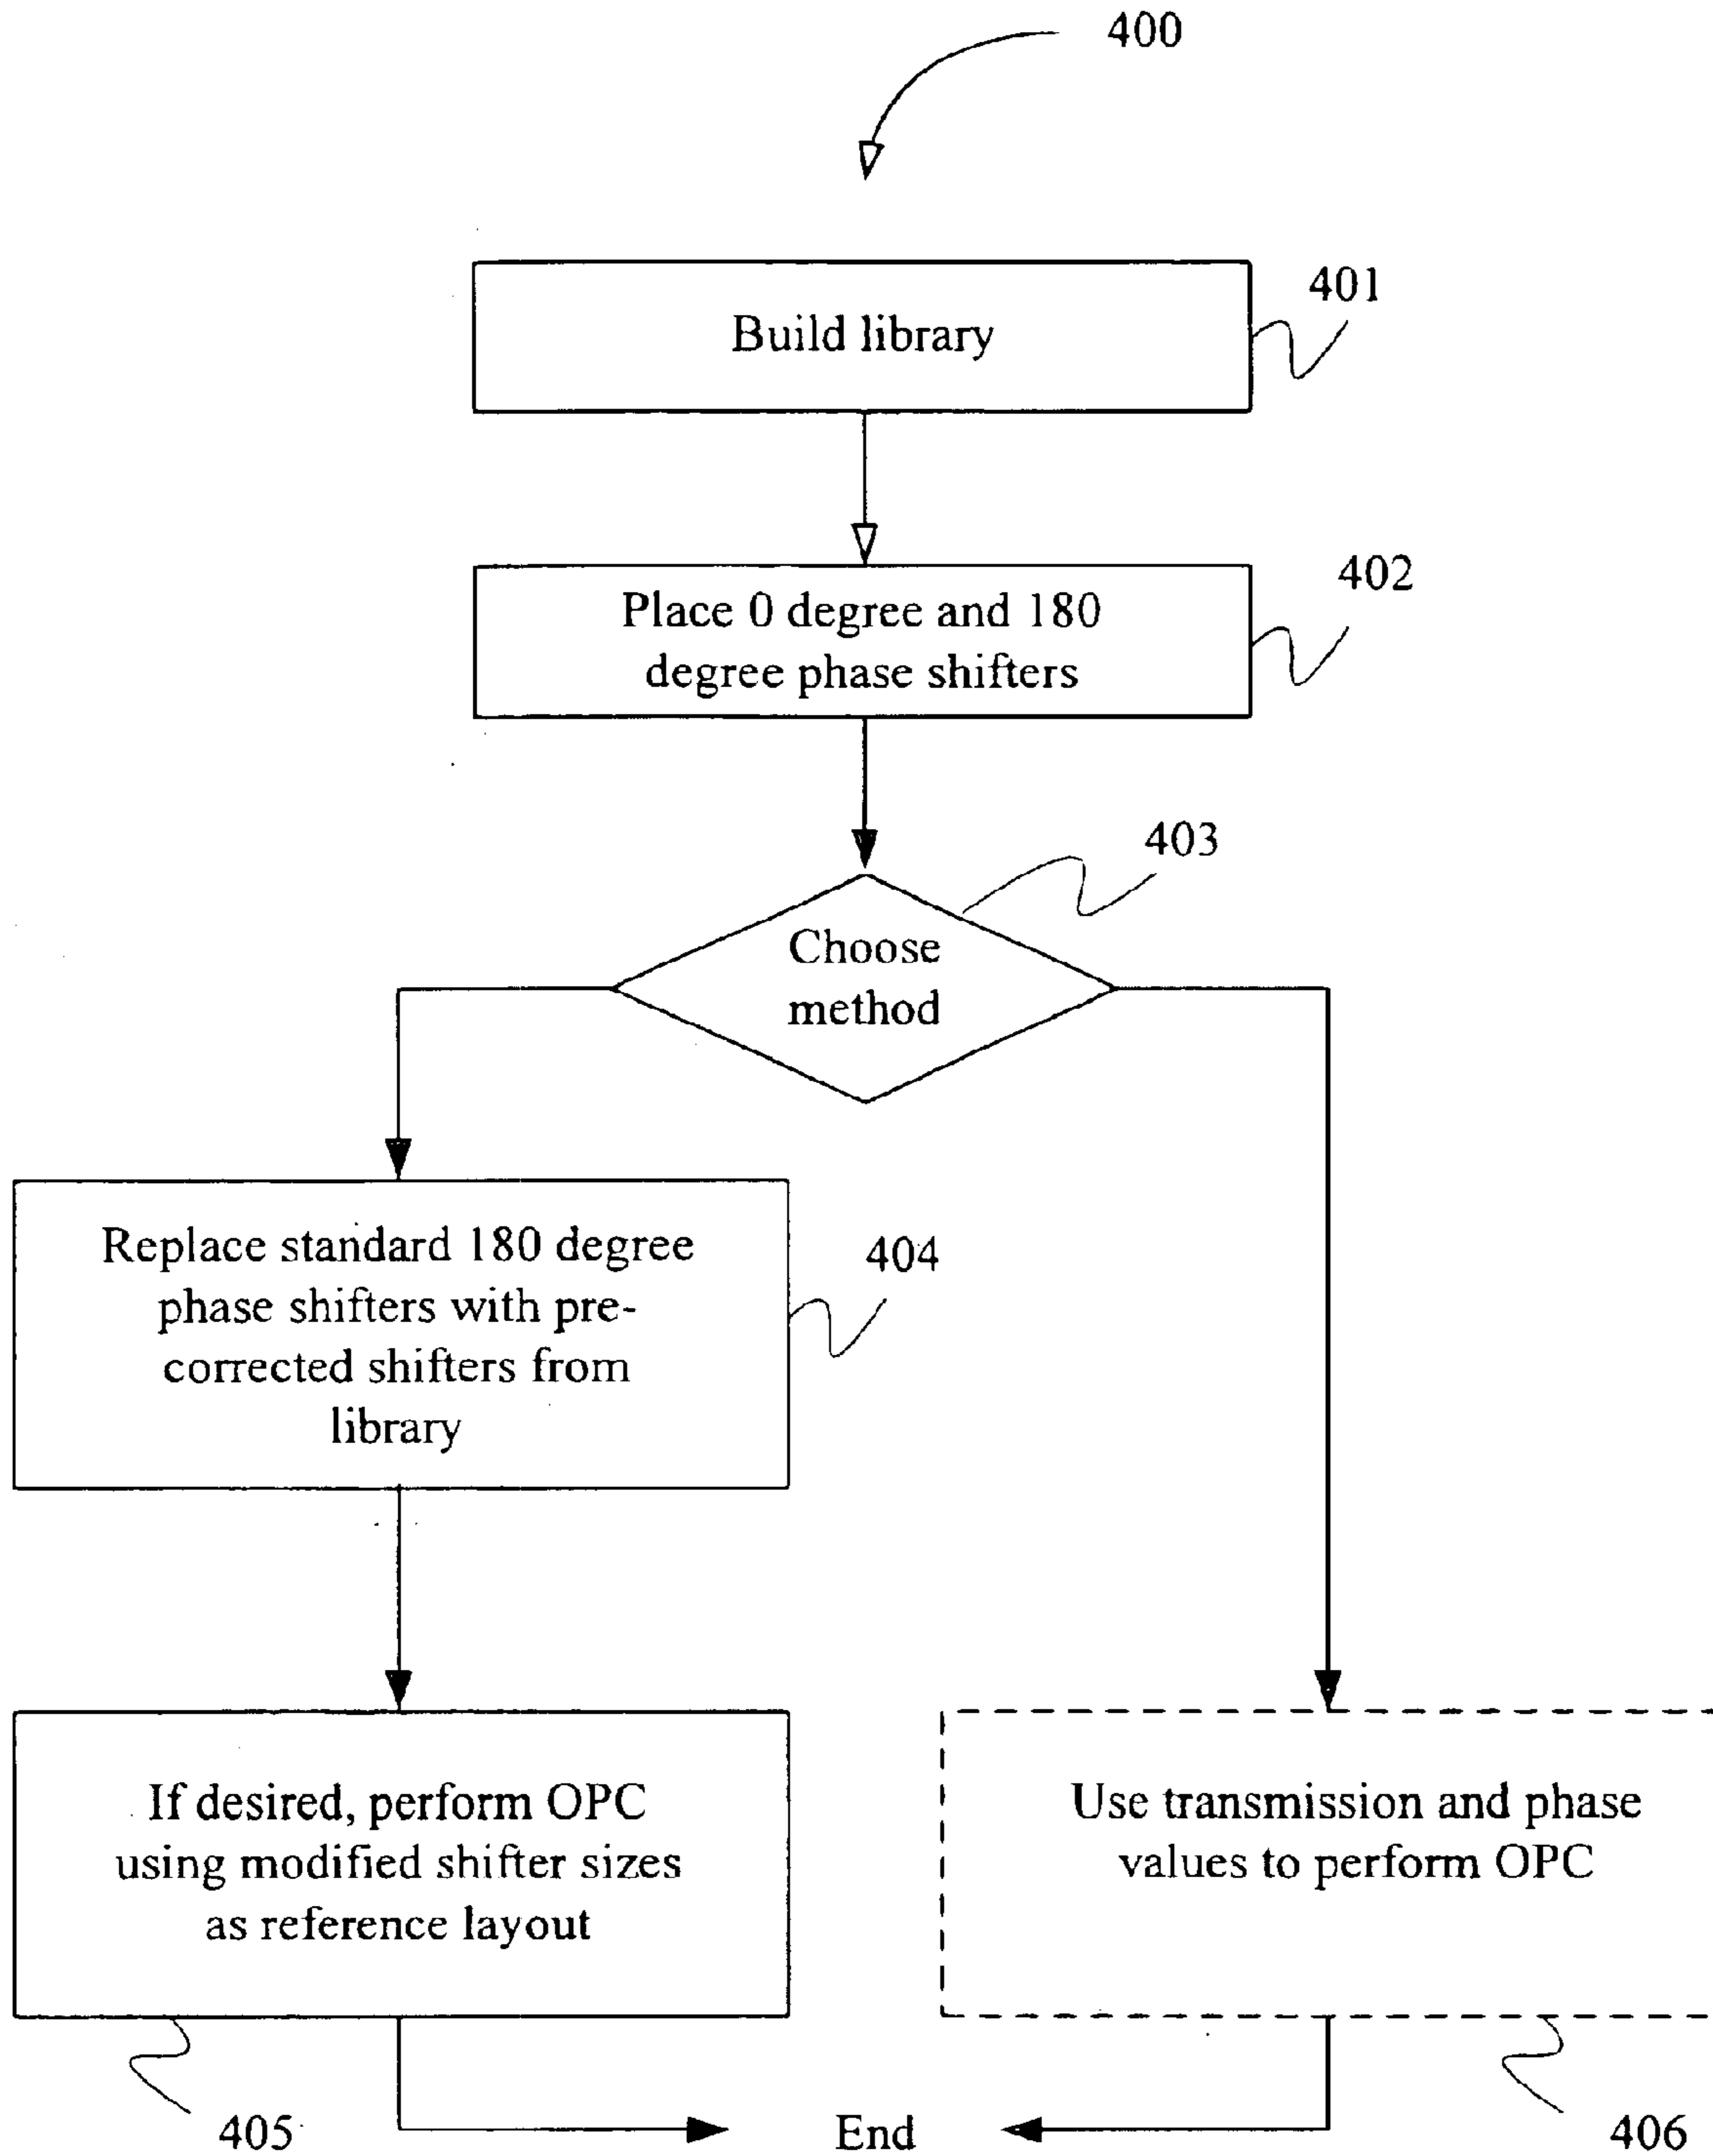 400
401
Build library
402
Place 0 degree and 180
degree phase shifters
403
Choose
method
Replace standard 180 degree
phase shifters with pre-
corrected shifters from
library
404
If desired, perform OPC
using modified shifter sizes
as reference layout
Use transmission and phase
values to perform OPC
405
End
406